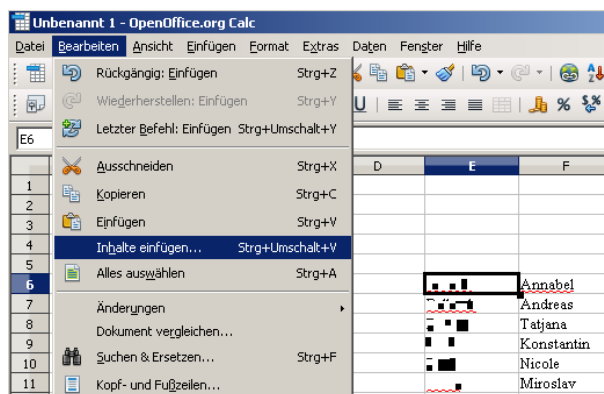 Unbenannt 1 - OpenOffice.org Calc
Datei Bearbeiten Ansicht Einfügen Format Extras Daten Fenster Hilfe
Rückgängig: Einfügen Strg+Z
Wiederherstellen: Einfügen Strg+Y
Letzter Befehl: Einfügen Strg+Umschalt+Y
E6
Ausschneiden Strg+X
Kopieren Strg+C
Einfügen Strg+V
Inhalte einfügen... Strg+Umschalt+V
Alles auswählen Strg+A
Änderungen
Dokument vergleichen...
Suchen & Ersetzen... Strg+F
Kopf- und Fußzeilen...
D E F
1
2
3
4
5
6 Annabel
7 Andreas
8 Tatjana
9 Konstantin
10 Nicole
11 Miroslav